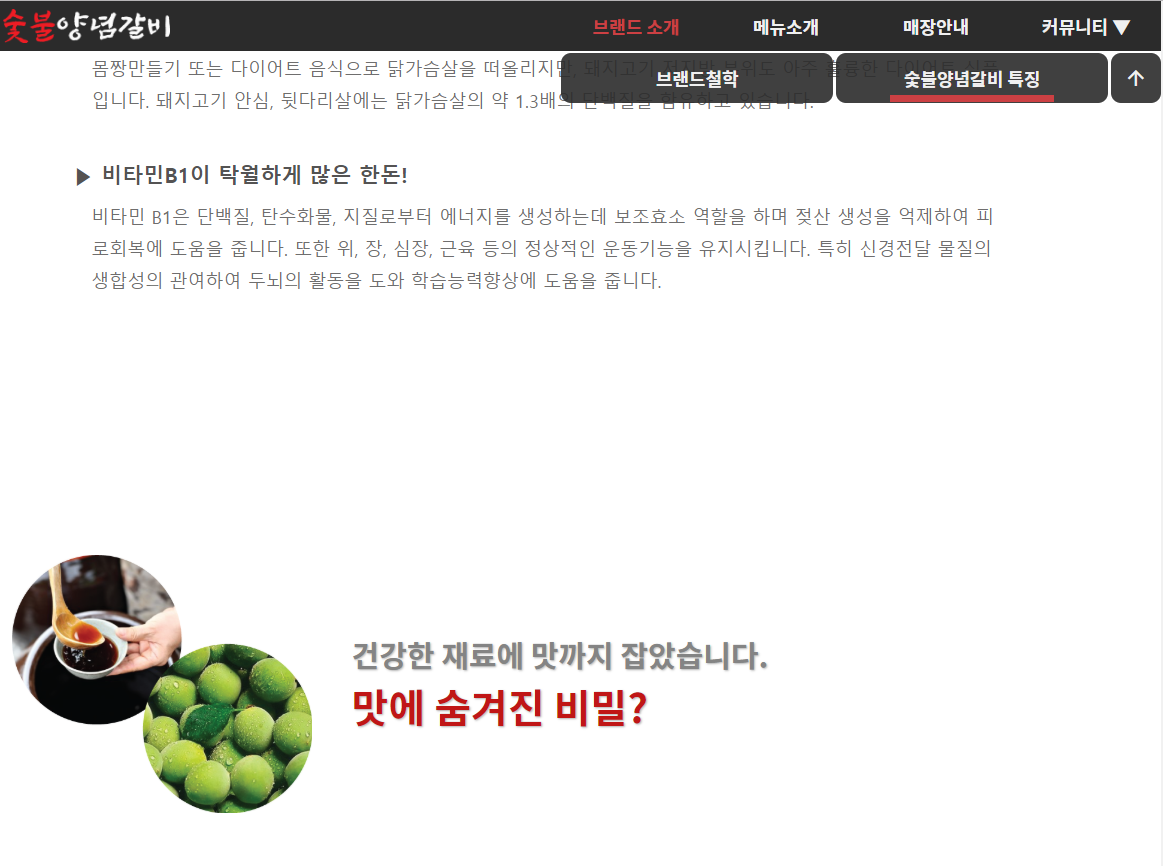 숯불양념갈비
브랜드 소개 메뉴소개 매장안내 커뮤니티 ▼
브랜드철학 숯불양념갈비 특징 ↑
몸짱만들기 또는 다이어트 음식으로 닭가슴살을 떠올리지만, 돼지고기 저지방 부위도 아주 훌륭한 다이어트 식품
입니다. 돼지고기 안심, 뒷다리살에는 닭가슴살의 약 1.3배의 단백질을 함유하고 있습니다.
▶ 비타민B1이 탁월하게 많은 한돈!
비타민 B1은 단백질, 탄수화물, 지질로부터 에너지를 생성하는데 보조효소 역할을 하며 젖산 생성을 억제하여 피
로회복에 도움을 줍니다. 또한 위, 장, 심장, 근육 등의 정상적인 운동기능을 유지시킵니다. 특히 신경전달 물질의
생합성의 관여하여 두뇌의 활동을 도와 학습능력향상에 도움을 줍니다.
건강한 재료에 맛까지 잡았습니다.
맛에 숨겨진 비밀?